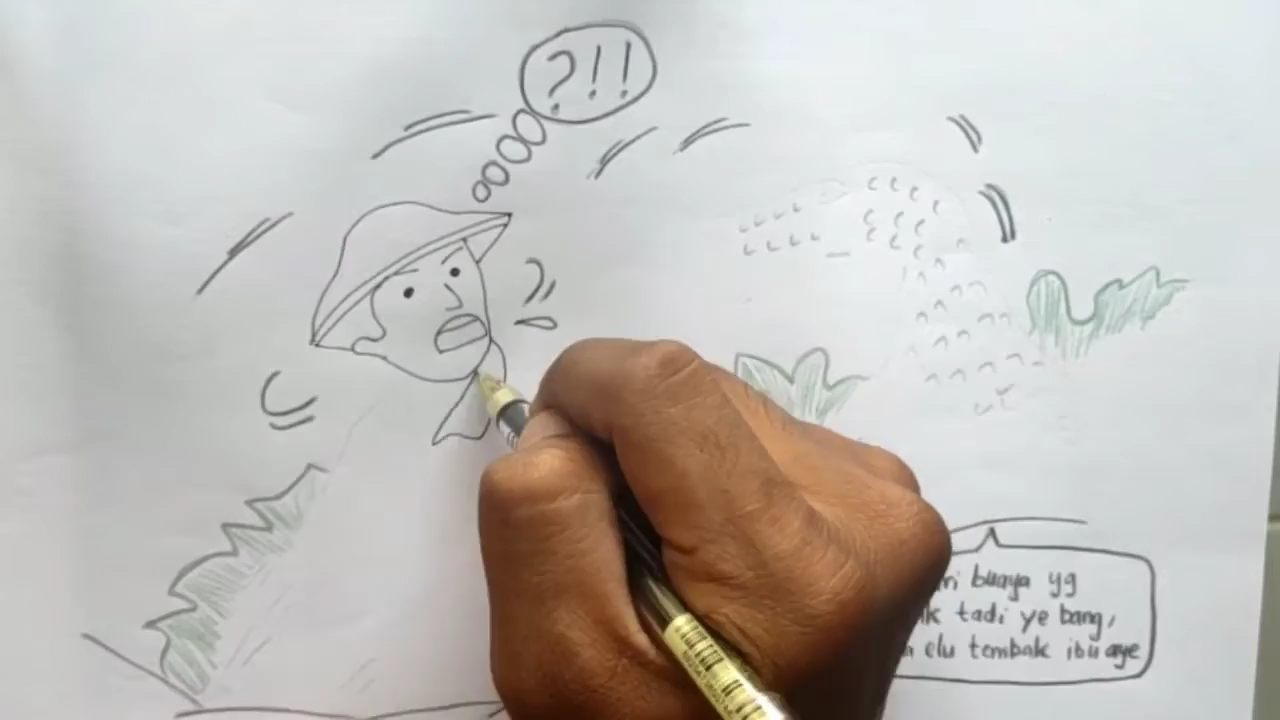 ?!!
buaya yg
tadi ye bang,
elu tembak ibu aye